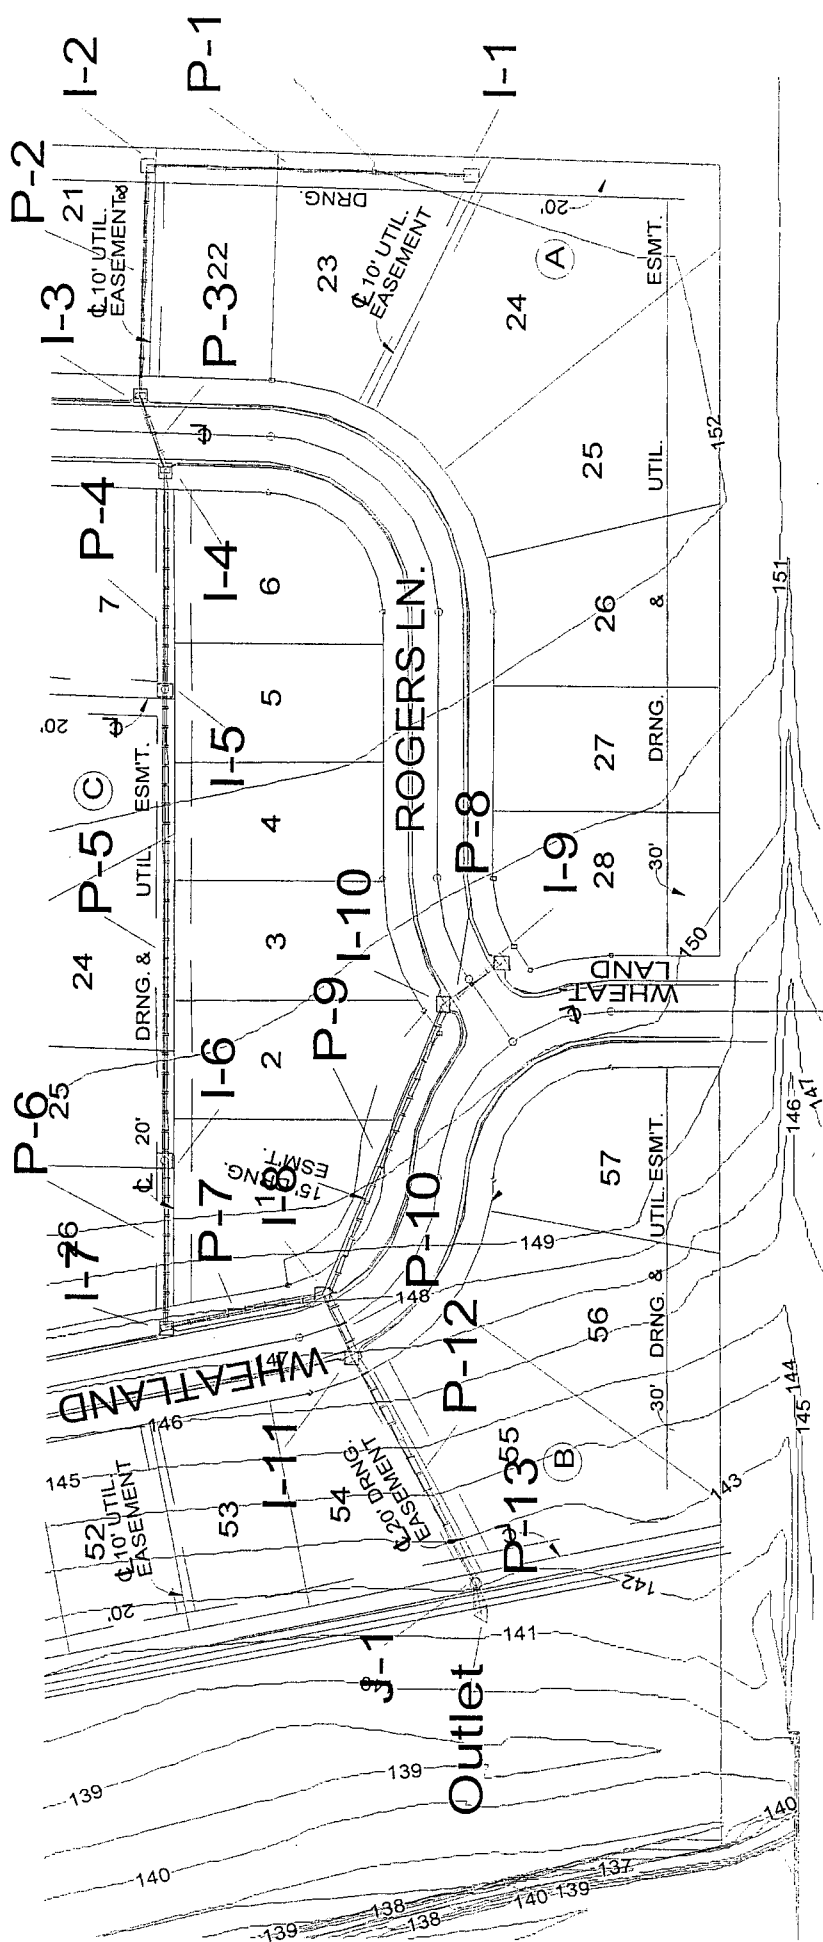 P-1
I-2
P-2
I-1
21
℄ 10' UTIL.
EASEMENT
DRNG.
22
23
℄ 10' UTIL.
EASEMENT
20'
A
24
ESM'T.
I-3
P-3
℄
25
UTIL.
152
P-4
I-4
7
6
ROGERS LN.
26
&
151
20'
℄
5
I-5
C
ESM'T.
27
DRNG.
4
P-8
UTIL.
P-5
I-10
I-9
28
30'
24
3
DRNG. &
150
WHEAT
LAND
℄
P-9
2
I-6
P-6
25
20'
℄
146
147
15' DRNG.
ESM'T.
I-8
P-7
57
UTIL. ESM'T.
P-10
26
I-7
149
148
P-12
56
DRNG. &
30'
147
WHEATLAND
146
144
145
I-11
145
52
℄ 10' UTIL.
EASEMENT
53
54
℄ 20' DRNG.
EASEMENT
55
B
P-13
143
20'
142
J-1
141
Outlet
139
139
140
140
137
138
138
139
140
139